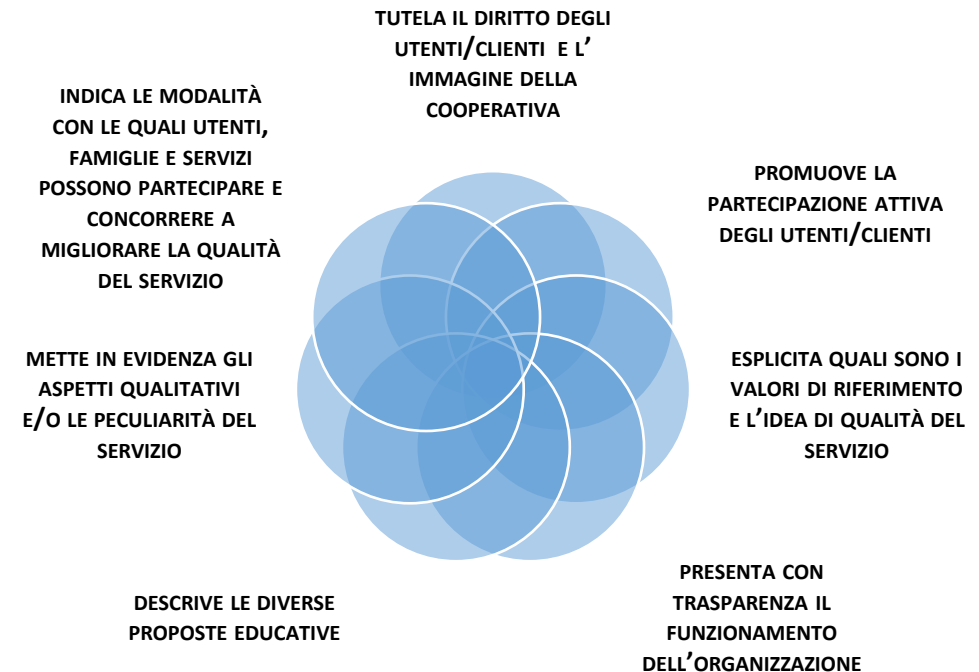 TUTELA IL DIRITTO DEGLI
UTENTI/CLIENTI E L'
IMMAGINE DELLA
COOPERATIVA
PROMUOVE LA
PARTECIPAZIONE ATTIVA
DEGLI UTENTI/CLIENTI
ESPLICITA QUALI SONO I
VALORI DI RIFERIMENTO
E L'IDEA DI QUALITÀ DEL
SERVIZIO
PRESENTA CON
TRASPARENZA IL
FUNZIONAMENTO
DELL'ORGANIZZAZIONE
DESCRIVE LE DIVERSE
PROPOSTE EDUCATIVE
METTE IN EVIDENZA GLI
ASPETTI QUALITATIVI
E/O LE PECULIARITÀ DEL
SERVIZIO
INDICA LE MODALITÀ
CON LE QUALI UTENTI,
FAMIGLIE E SERVIZI
POSSONO PARTECIPARE E
CONCORRERE A
MIGLIORARE LA QUALITÀ
DEL SERVIZIO